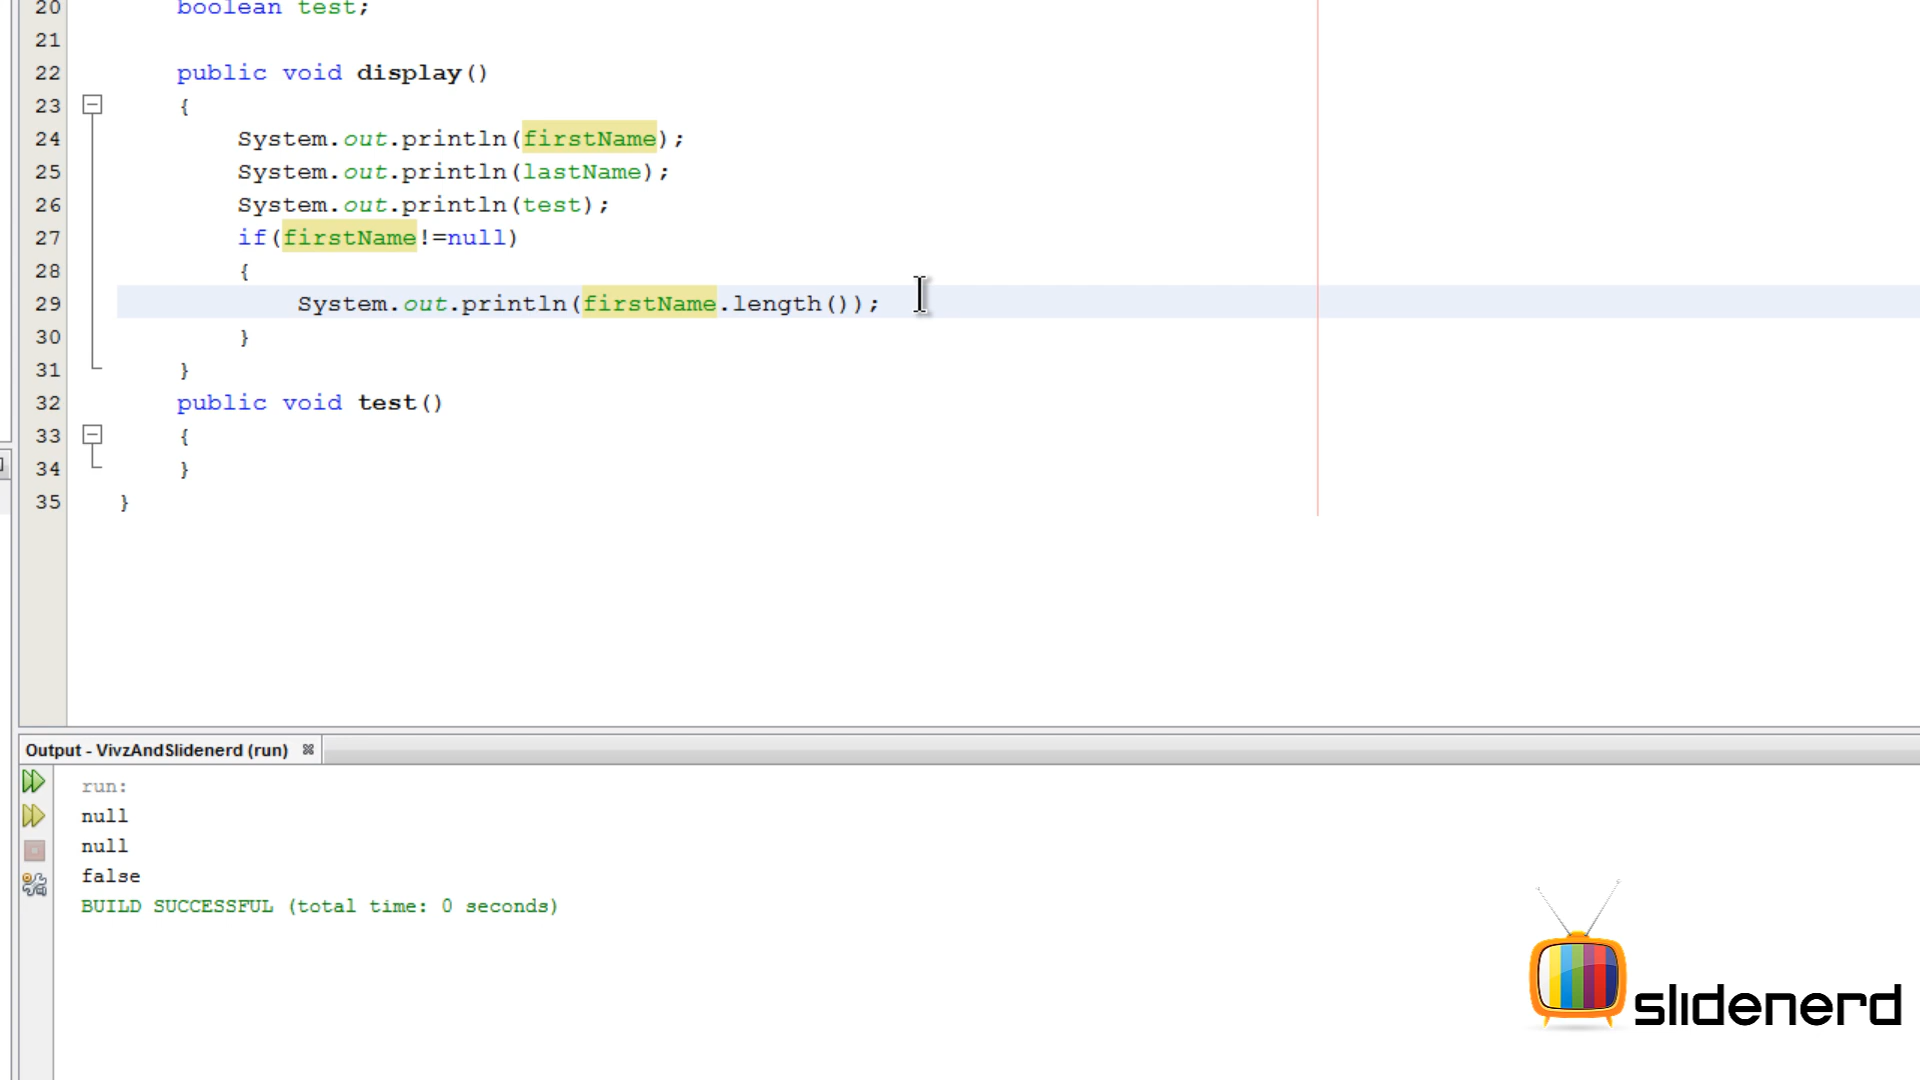 20 boolean test;
21
22 public void display()
23 {
24 System.out.println(firstName);
25 System.out.println(lastName);
26 System.out.println(test);
27 if(firstName!=null)
28 {
29 System.out.println(firstName.length());
30 }
31 }
32 public void test()
33 {
34 }
35 }
Output - VivzAndSlidenerd (run)
run:
null
null
false
BUILD SUCCESSFUL (total time: 0 seconds)
slidenerd